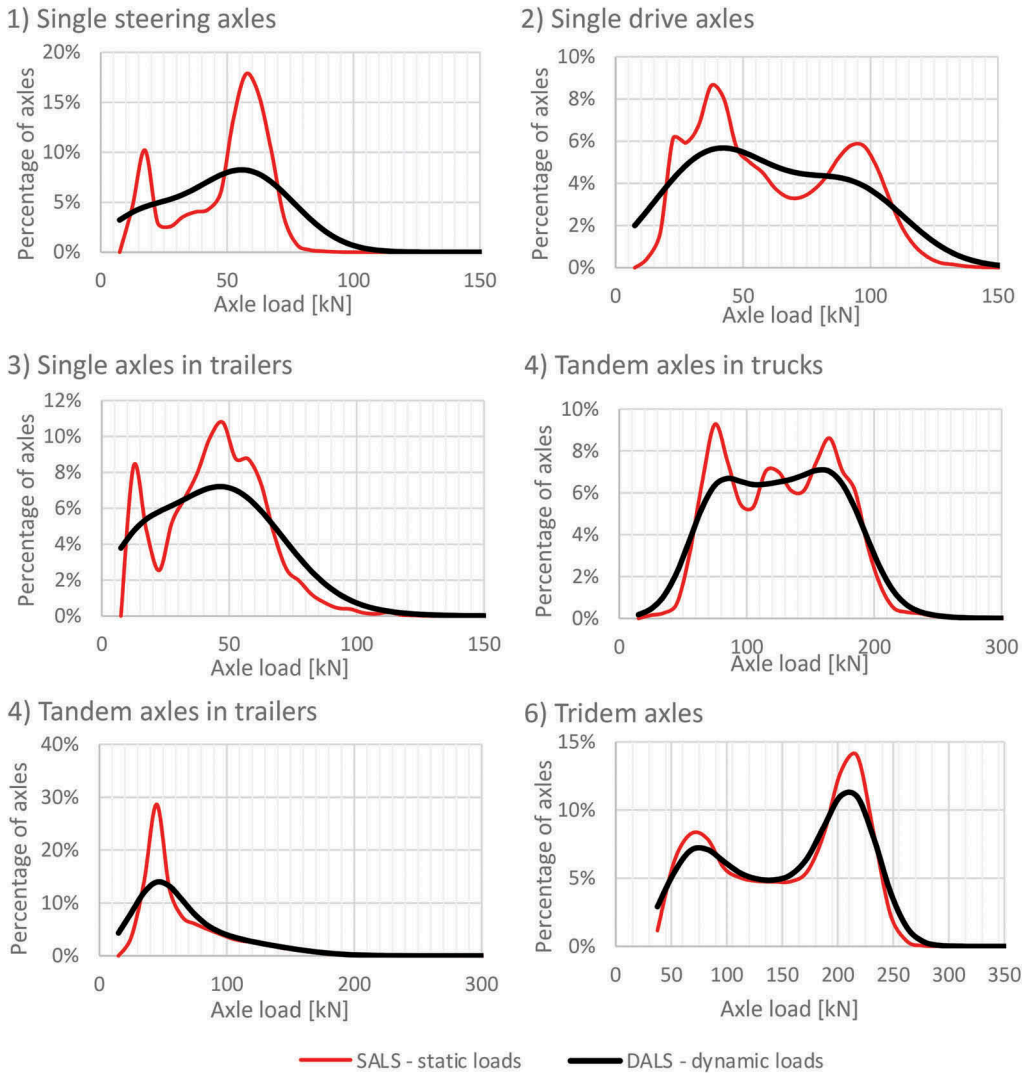 1) Single steering axles
Percentage of axles
20%
15%
10%
5%
0%
0 50 100 150
Axle load [kN]
2) Single drive axles
Percentage of axles
10%
8%
6%
4%
2%
0%
0 50 100 150
Axle load [kN]
3) Single axles in trailers
Percentage of axles
12%
10%
8%
6%
4%
2%
0%
0 50 100 150
Axle load [kN]
4) Tandem axles in trucks
Percentage of axles
10%
8%
6%
4%
2%
0%
0 100 200 300
Axle load [kN]
4) Tandem axles in trailers
Percentage of axles
40%
30%
20%
10%
0%
0 100 200 300
Axle load [kN]
6) Tridem axles
Percentage of axles
15%
10%
5%
0%
0 50 100 150 200 250 300 350
Axle load [kN]
SALS - static loads
DALS - dynamic loads